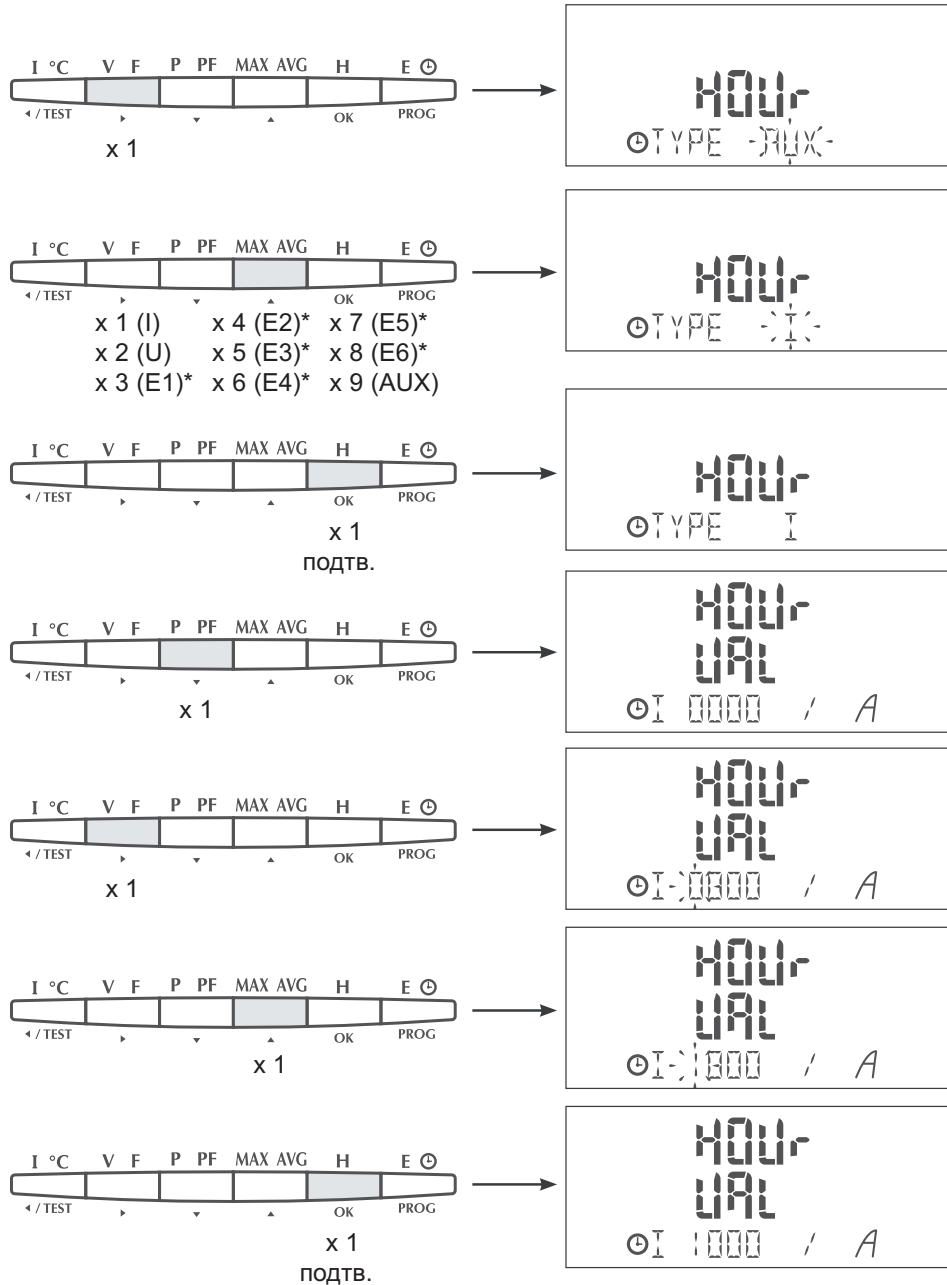 I °C V F P PF MAX AVG H E
/ TEST OK PROG
x 1
HOUr
TYPE AUX
I °C V F P PF MAX AVG H E
/ TEST OK PROG
x 1 (I) x 4 (E2)* x 7 (E5)*
x 2 (U) x 5 (E3)* x 8 (E6)*
x 3 (E1)* x 6 (E4)* x 9 (AUX)
HOUr
TYPE I
I °C V F P PF MAX AVG H E
/ TEST OK PROG
x 1
подтв.
HOUr
TYPE I
I °C V F P PF MAX AVG H E
/ TEST OK PROG
x 1
HOUr
VAL
I 0000 / A
I °C V F P PF MAX AVG H E
/ TEST OK PROG
x 1
HOUr
VAL
I 0000 / A
I °C V F P PF MAX AVG H E
/ TEST OK PROG
x 1
HOUr
VAL
I 1000 / A
I °C V F P PF MAX AVG H E
/ TEST OK PROG
x 1
подтв.
HOUr
VAL
I 1000 / A